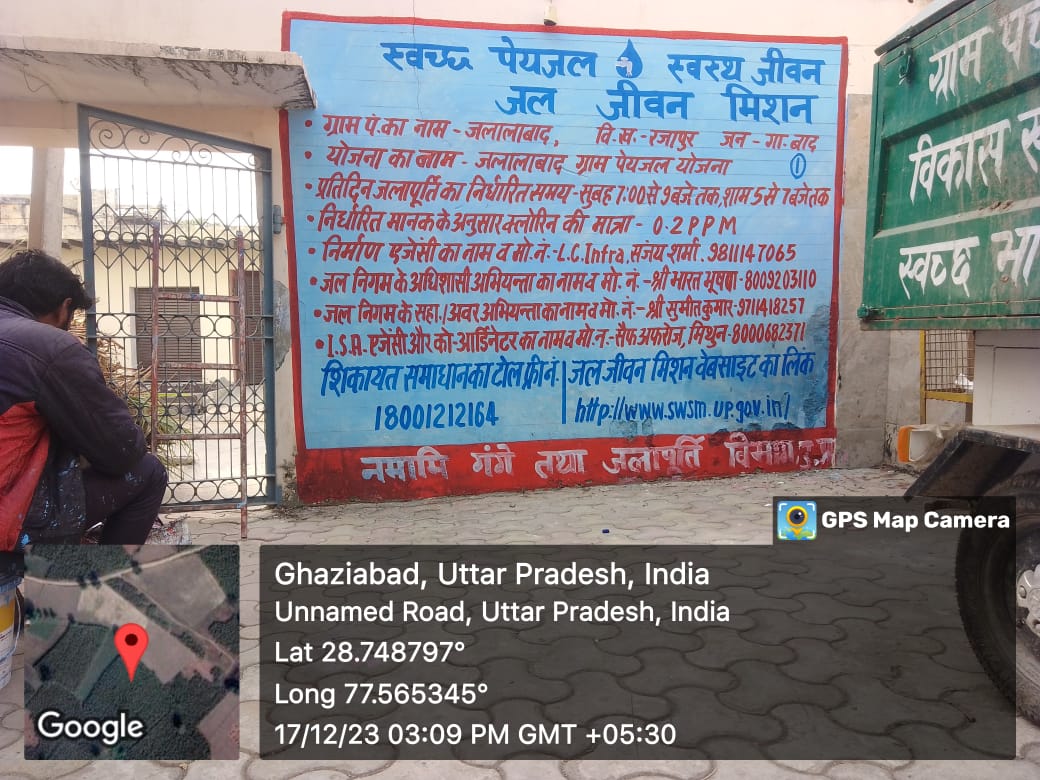 स्वच्छ पेयजल स्वस्थ जीवन
जल जीवन मिशन
• ग्राम पं.का नाम - जलालाबाद, वि.ख.-रजापुर जन-गा-बाद
• योजना का नाम - जलालाबाद ग्राम पेयजल योजना ①
• प्रतिदिन जलापूर्ति का निर्धारित समय - सुबह 7:00 से 9 बजे तक, शाम 5 से 7 बजे तक
• निर्धारित मानक के अनुसार क्लोरिन की मात्रा - 0.2 PPM
• निर्माण एजेंसी का नाम व मो.नं.- L.C. Infra, संजय शर्मा. 9811147065
• जल निगम के अधिशासी अभियन्ता का नाम व मो. नं.-श्री भारत भूषण-8009203110
• जल निगम के सहा./अवर अभियन्ता का नाम व मो. नं.-श्री सुमीत कुमार-9711418257
• I.S.A. एजेंसी और को-आर्डिनेटर का नाम व मो.न.-सैफ अफरोज, मिथुन-8000682371
शिकायत समाधान का टोल फ्री नं. जल जीवन मिशन वेबसाइट का लिंक
18001212164 http://www.swsm.up.gov.in/
नमामि गंगे तथा जलापूर्ति विभाग, उ.प्र
ग्राम पं
विकास
स्वच्छ भा
GPS Map Camera
Ghaziabad, Uttar Pradesh, India
Unnamed Road, Uttar Pradesh, India
Lat 28.748797°
Long 77.565345°
17/12/23 03:09 PM GMT +05:30
Google